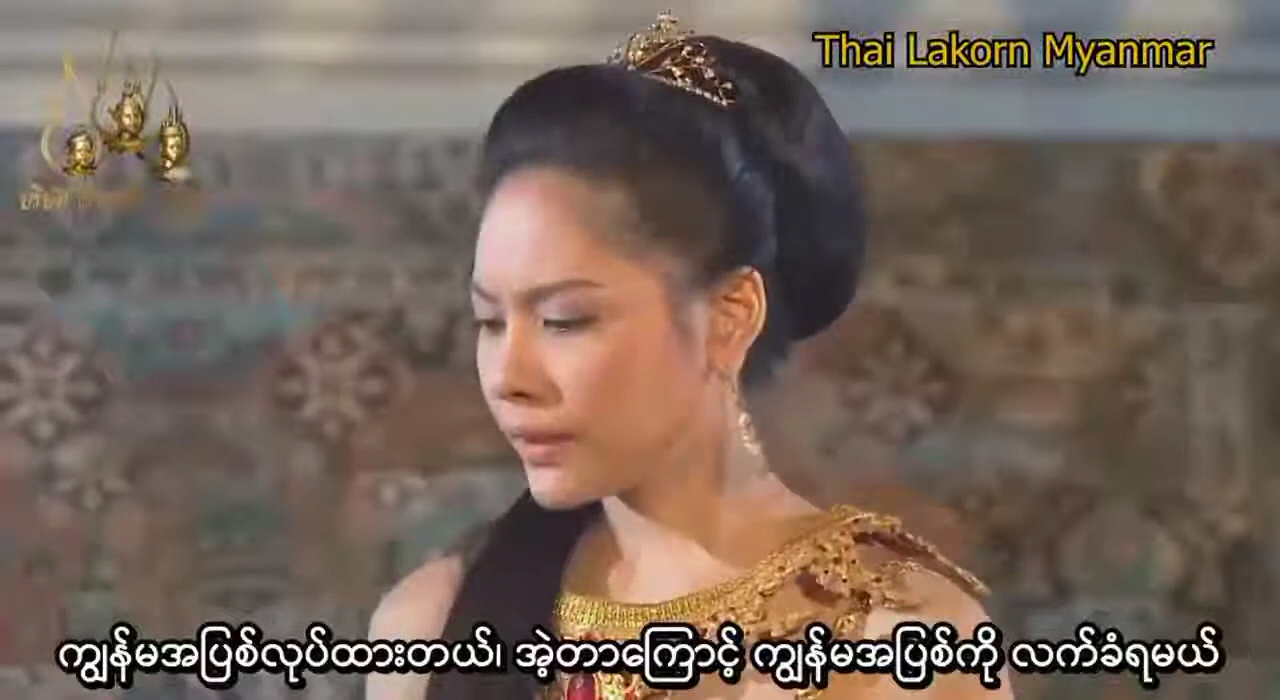 Thai Lakorn Myanmar
ကျွန်မအပြစ်လုပ်ထားတယ်၊ အဲ့တာကြောင့် ကျွန်မအပြစ်ကို လက်ခံရမယ်